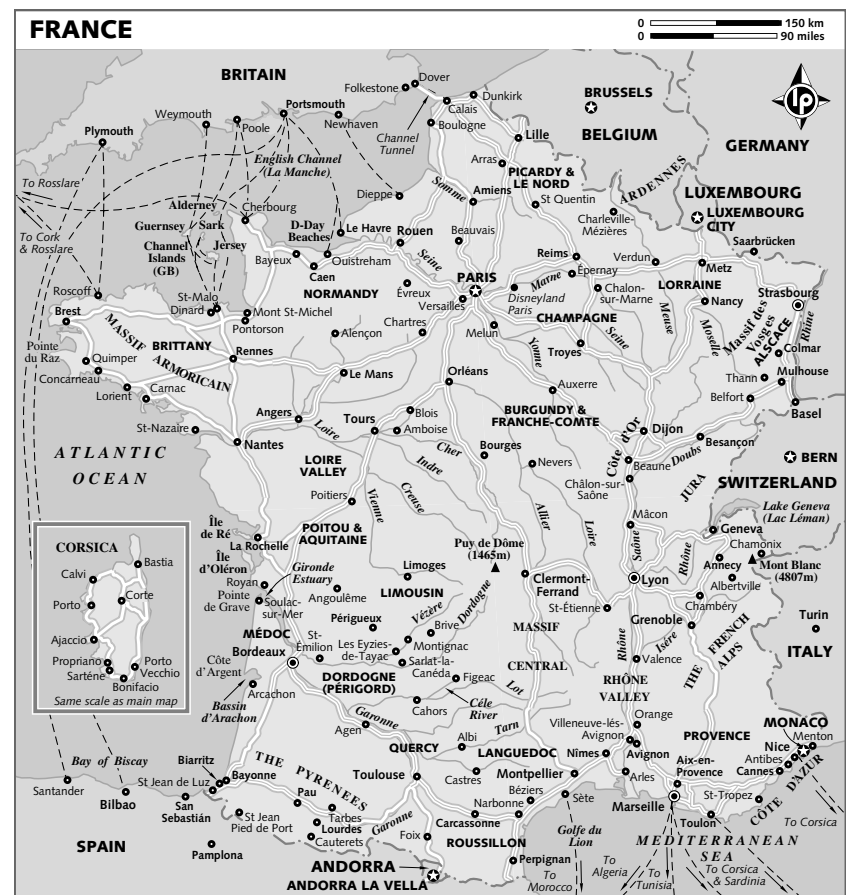 FRANCE
0 150 km
0 90 miles
BRITAIN
Dover
Folkestone
Dunkirk
Calais
BRUSSELS
lp
Portsmouth
Weymouth
Poole
Newhaven
Boulogne
Plymouth
Channel
Tunnel
Lille
BELGIUM
GERMANY
English Channel
(La Manche)
Arras
PICARDY &
LE NORD
ARDENNES
To Rosslare'
Somme
Amiens
Dieppe
St Quentin
LUXEMBOURG
Alderney
Cherbourg
Charleville-
Mézières
LUXEMBOURG
CITY
Guernsey
Sark
D-Day
Beaches
Le Havre
Rouen
Beauvais
To Cork
& Rosslare
Channel
Islands
(GB)
Jersey
Saarbrücken
Bayeux
Ouistreham
Caen
Seine
Reims
Verdun
Metz
Épernay
PARIS
Marne
Roscoff
NORMANDY
Évreux
Versailles
Disneyland
Paris
Chalon-
sur-Marne
LORRAINE
Strasbourg
St-Malo
Dinard
Mont St-Michel
Pontorson
Nancy
Brest
Chartres
Melun
CHAMPAGNE
Seine
Meuse
Moselle
Massif des
Vosges
ALSCACE
Rhine
MASSIF ARMORICAIN
Alençon
BRITTANY
Rennes
Yonne
Troyes
Colmar
Pointe
du Raz
Quimper
Le Mans
Orléans
Thann
Mulhouse
Concarneau
Carnac
Lorient
Auxerre
Belfort
Basel
Angers
Tours
Blois
Amboise
BURGUNDY &
FRANCHE-COMTE
Côte d'Or
Dijon
St-Nazaire
Nantes
Loire
Besançon
ATLANTIC
OCEAN
Cher
Bourges
Beaune
Doubs
BERN
LOIRE
VALLEY
Indre
Nevers
Châlon-sur-
Saône
JURA
SWITZERLAND
Poitiers
Vienne
Creuse
Allier
Loire
Mâcon
Lake Geneva
(Lac Léman)
Île
de Ré
POITOU &
AQUITAINE
Saône
Geneva
CORSICA
La Rochelle
Puy de Dôme
(1465m)
Rhône
Chamonix
Annecy
Mont Blanc
(4807m)
Île
d'Oléron
Gironde
Estuary
Bastia
Calvi
Limoges
Clermont-
Ferrand
Lyon
Albertville
Royan
Pointe
de Grave
Soulac-
sur-Mer
Angoulême
LIMOUSIN
Dordogne
St-Étienne
Chambéry
Porto
Corte
Périgueux
Vézère
Grenoble
Turin
MÉDOC
Brive
MASSIF
CENTRAL
Isére
Ajaccio
St-
Émilion
Les Eyzies-
de-Tayac
Montignac
Sarlat-la-
Canéda
Rhône
Valence
THE FRENCH
ALPS
ITALY
Bordeaux
Propriano
Sarténe
Porto
Vecchio
Bonifacio
Côte
d'Argent
DORDOGNE
(PÉRIGORD)
Figeac
RHÔNE
VALLEY
Same scale as main map
Arcachon
Bassin
d'Arachon
Céle
River
Lot
Cahors
Garonne
Agen
Tarn
Villeneuve-lés-
Avignon
Orange
PROVENCE
MONACO
Menton
Bay of Biscay
Biarritz
Albi
QUERCY
LANGUEDOC
Nîmes
Avignon
Nice
Antibes
Cannes
Aix-en-
Provence
Santander
St Jean de Luz
Bayonne
THE PYRENEES
Toulouse
Castres
Montpellier
Arles
St-Tropez
CÔTE D'AZUR
Bilbao
San
Sebastián
Pau
Béziers
Narbonne
Sète
Marseille
Toulon
St Jean
Pied de Port
Tarbes
Lourdes
Cauterets
Garonne
Carcassonne
Foix
Golfe du
Lion
To Corsica
SPAIN
Pamplona
ROUSSILLON
MEDITERRANEAN
SEA
ANDORRA
ANDORRA LA VELLA
Perpignan
To
Morocco
To
Algeria
To
Tunisia
To Corsica
& Sardinia